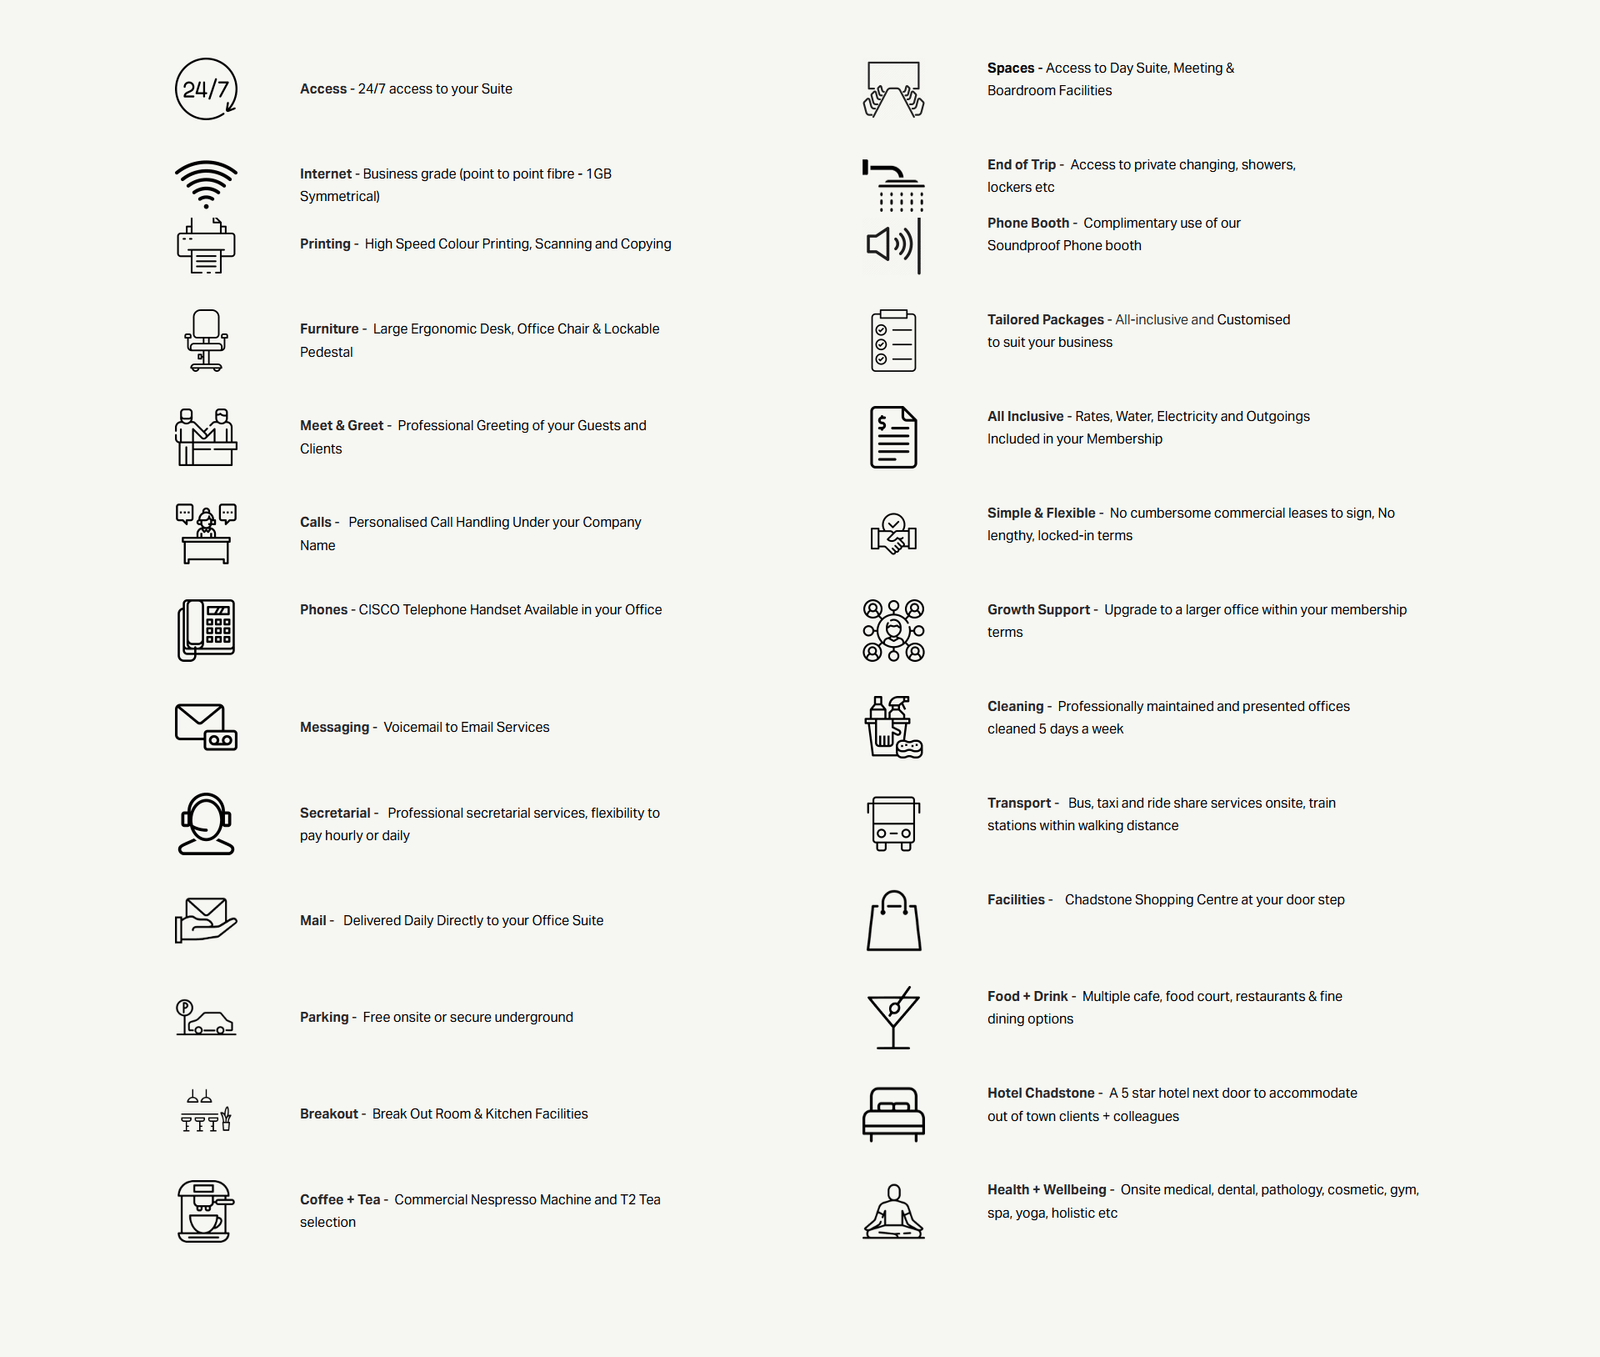 24/7
Access - 24/7 access to your Suite
Internet - Business grade (point to point fibre - 1GB
Symmetrical)
Printing - High Speed Colour Printing, Scanning and Copying
Furniture - Large Ergonomic Desk, Office Chair & Lockable
Pedestal
Meet & Greet - Professional Greeting of your Guests and
Clients
Calls - Personalised Call Handling Under your Company
Name
Phones - CISCO Telephone Handset Available in your Office
Messaging - Voicemail to Email Services
Secretarial - Professional secretarial services, flexibility to
pay hourly or daily
Mail - Delivered Daily Directly to your Office Suite
P
Parking - Free onsite or secure underground
Breakout - Break Out Room & Kitchen Facilities
Coffee + Tea - Commercial Nespresso Machine and T2 Tea
selection
Spaces - Access to Day Suite, Meeting &
Boardroom Facilities
End of Trip - Access to private changing, showers,
lockers etc
Phone Booth - Complimentary use of our
Soundproof Phone booth
Tailored Packages - All-inclusive and Customised
to suit your business
$
All Inclusive - Rates, Water, Electricity and Outgoings
Included in your Membership
Simple & Flexible - No cumbersome commercial leases to sign, No
lengthy, locked-in terms
Growth Support - Upgrade to a larger office within your membership
terms
Cleaning - Professionally maintained and presented offices
cleaned 5 days a week
Transport - Bus, taxi and ride share services onsite, train
stations within walking distance
Facilities - Chadstone Shopping Centre at your door step
Food + Drink - Multiple cafe, food court, restaurants & fine
dining options
Hotel Chadstone - A 5 star hotel next door to accommodate
out of town clients + colleagues
Health + Wellbeing - Onsite medical, dental, pathology, cosmetic, gym,
spa, yoga, holistic etc